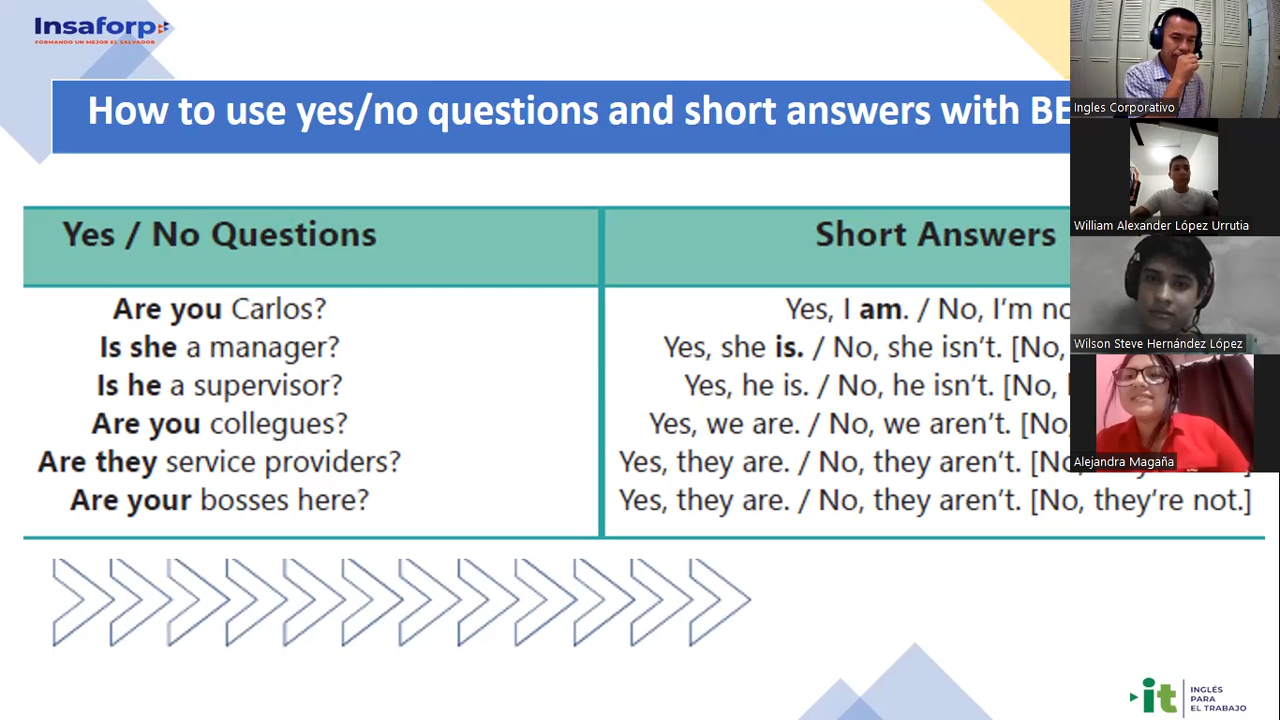 Insaforp
FORMANDO UN MEJOR EL SALVADOR
How to use yes/no questions and short answers with BE
Yes / No Questions
Short Answers
Are you Carlos?
Yes, I am. / No, I'm no
Is she a manager?
Yes, she is. / No, she isn't. [No,
Is he a supervisor?
Yes, he is. / No, he isn't. [No,
Are you collegues?
Yes, we are. / No, we aren't. [No,
Are they service providers?
Yes, they are. / No, they aren't. [No,
Are your bosses here?
Yes, they are. / No, they aren't. [No, they're not.]
Ingles Corporativo
William Alexander López Urrutia
Wilson Steve Hernández López
Alejandra Magaña
it
INGLÉS
PARA
EL TRABAJO